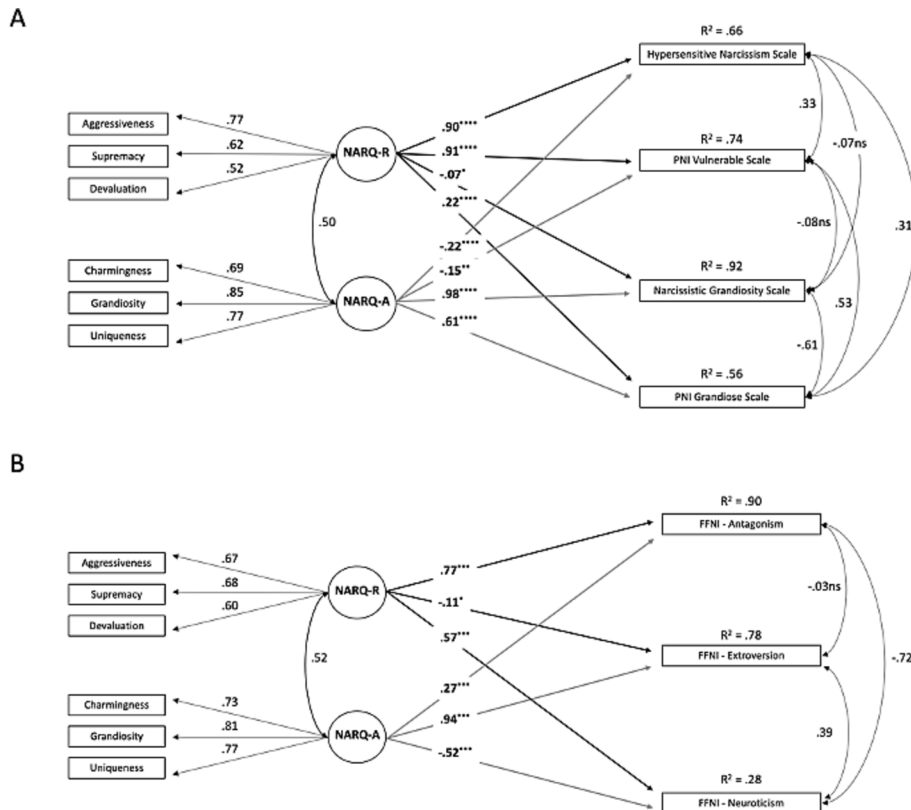 A
R² = .66
Hypersensitive Narcissism Scale
Aggressiveness
.77
Supremacy
.62
Devaluation
.52
NARQ-R
.90****
.91****
-.07*
.22****
.33
R² = .74
PNI Vulnerable Scale
-.07ns
.50
-.08ns
.31
Charmingness
.69
Grandiosity
.85
Uniqueness
.77
NARQ-A
-.22****
-.15**
.98****
.61****
R² = .92
Narcissistic Grandiosity Scale
.53
-.61
R² = .56
PNI Grandiose Scale
B
R² = .90
FFNI - Antagonism
Aggressiveness
.67
Supremacy
.68
Devaluation
.60
NARQ-R
.77***
-.11*
.57***
-.03ns
.52
R² = .78
FFNI - Extroversion
-.72
Charmingness
.73
Grandiosity
.81
Uniqueness
.77
NARQ-A
.27***
.94***
-.52***
.39
R² = .28
FFNI - Neuroticism